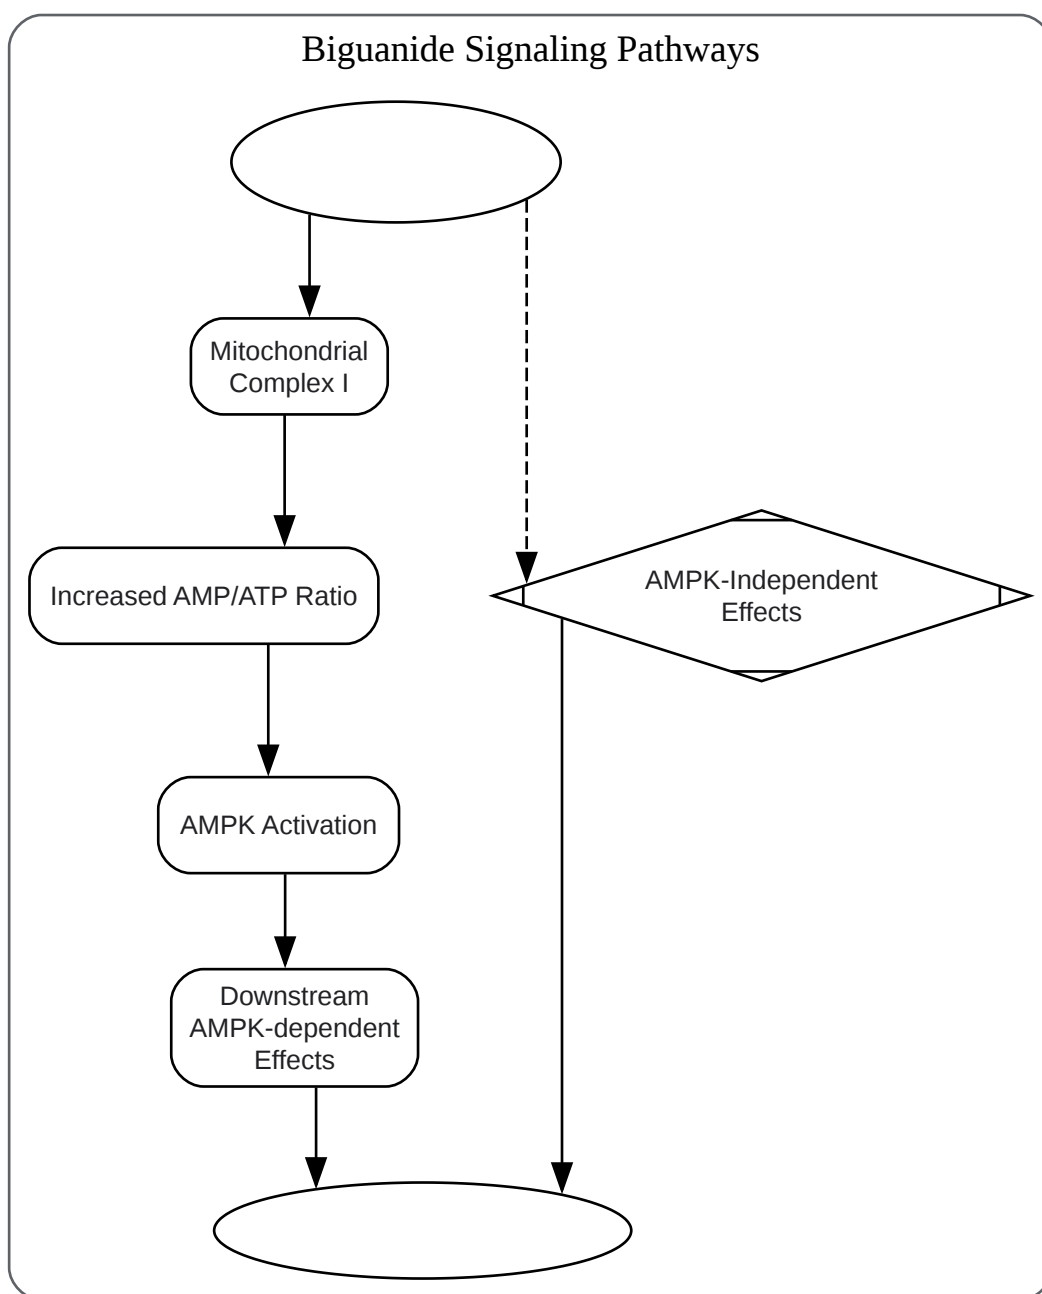 Biguanide Signaling Pathways
Mitochondrial
Complex I
Increased AMP/ATP Ratio
AMPK-Independent
Effects
AMPK Activation
Downstream
AMPK-dependent
Effects